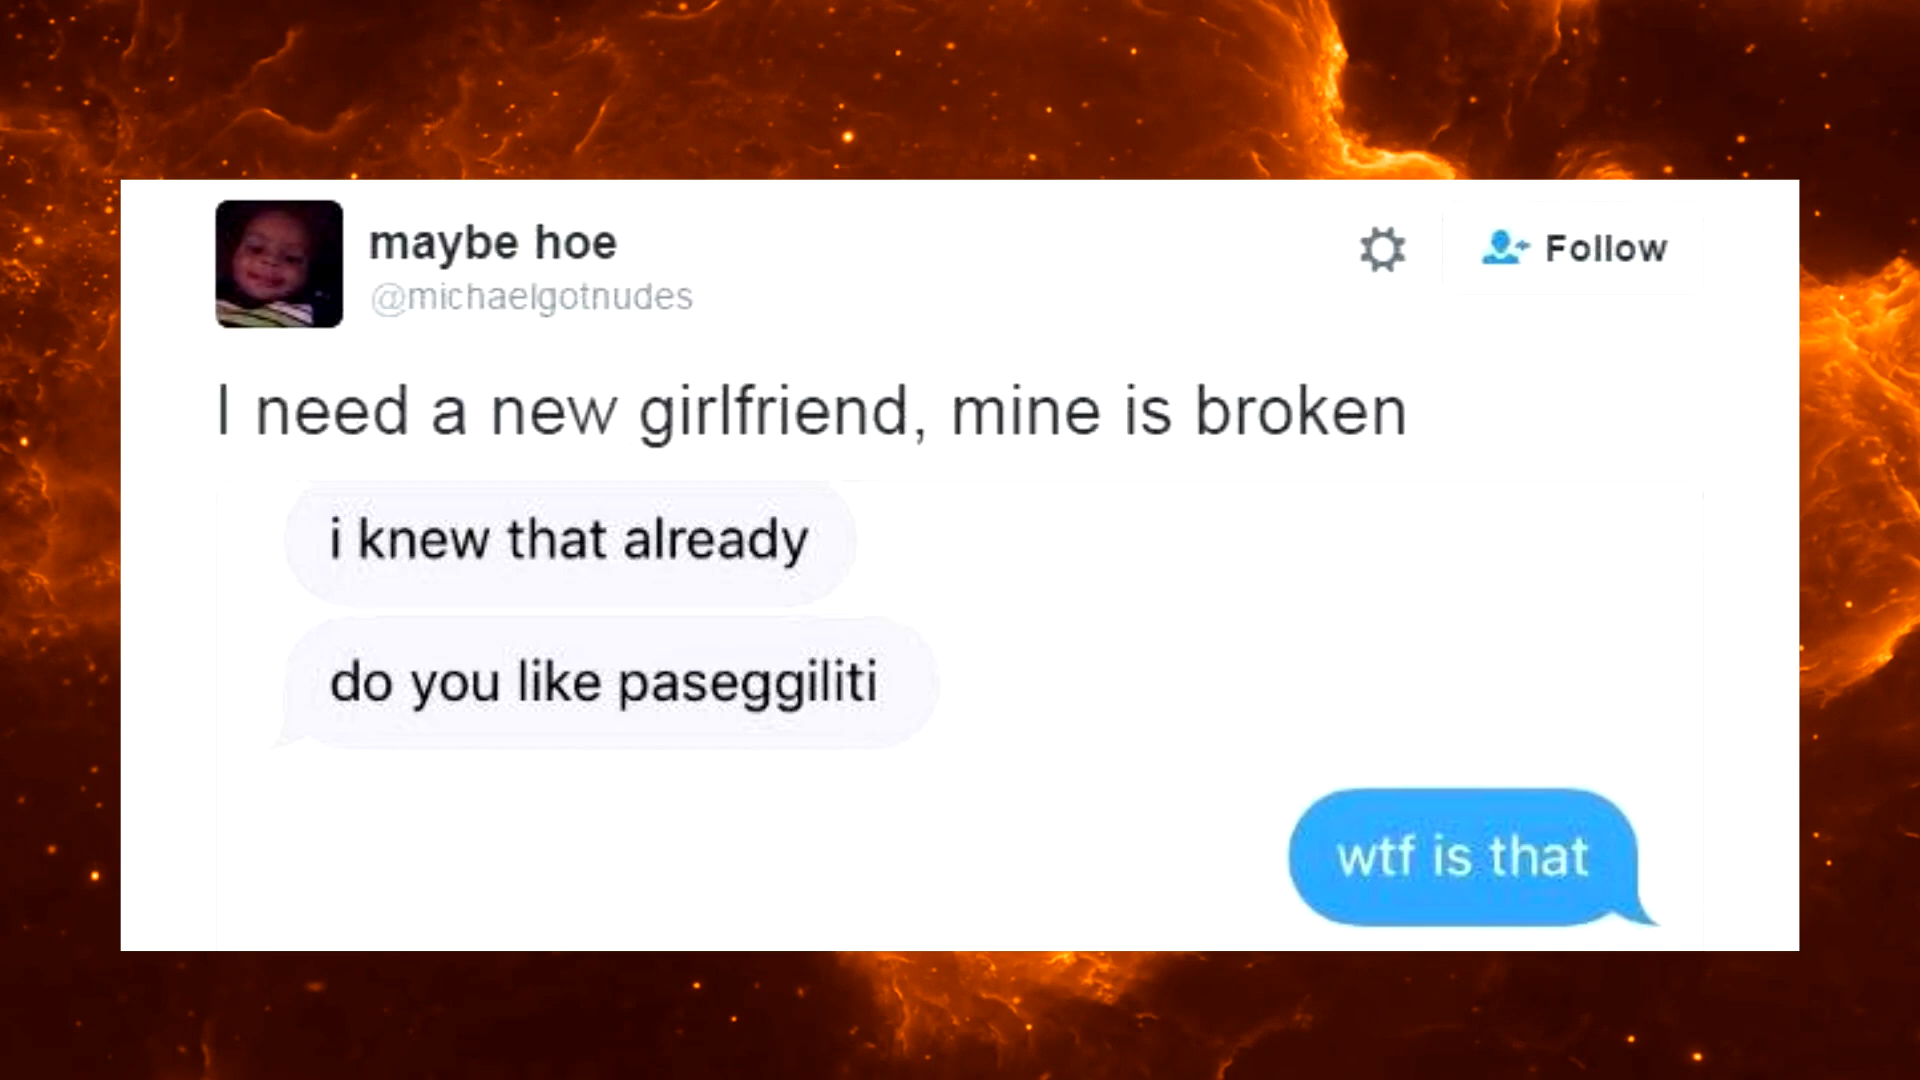 maybe hoe
@michaelgotnudes
Follow
I need a new girlfriend, mine is broken
i knew that already
do you like paseggiliti
wtf is that